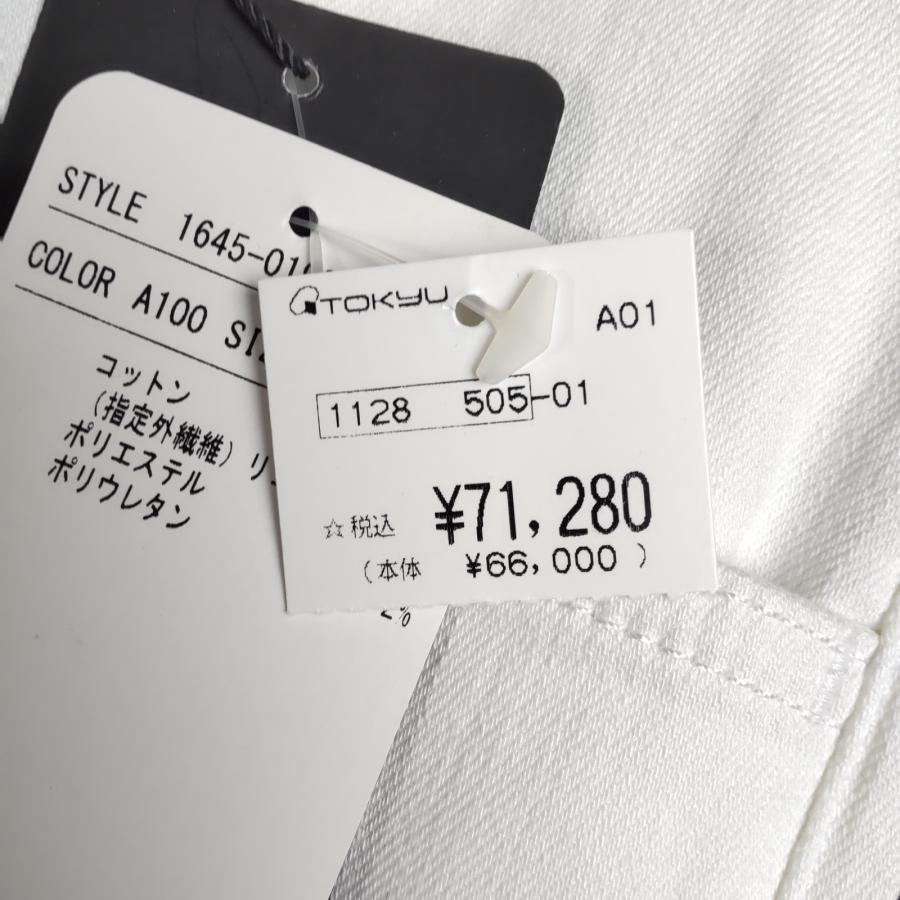 STYLE 1645-01
COLOR A100
コットン
(指定外繊維)
ポリエステル
ポリウレタン
2%
TOKYU
A01
1128 505-01
☆税込 ¥71,280
(本体 ¥66,000 )